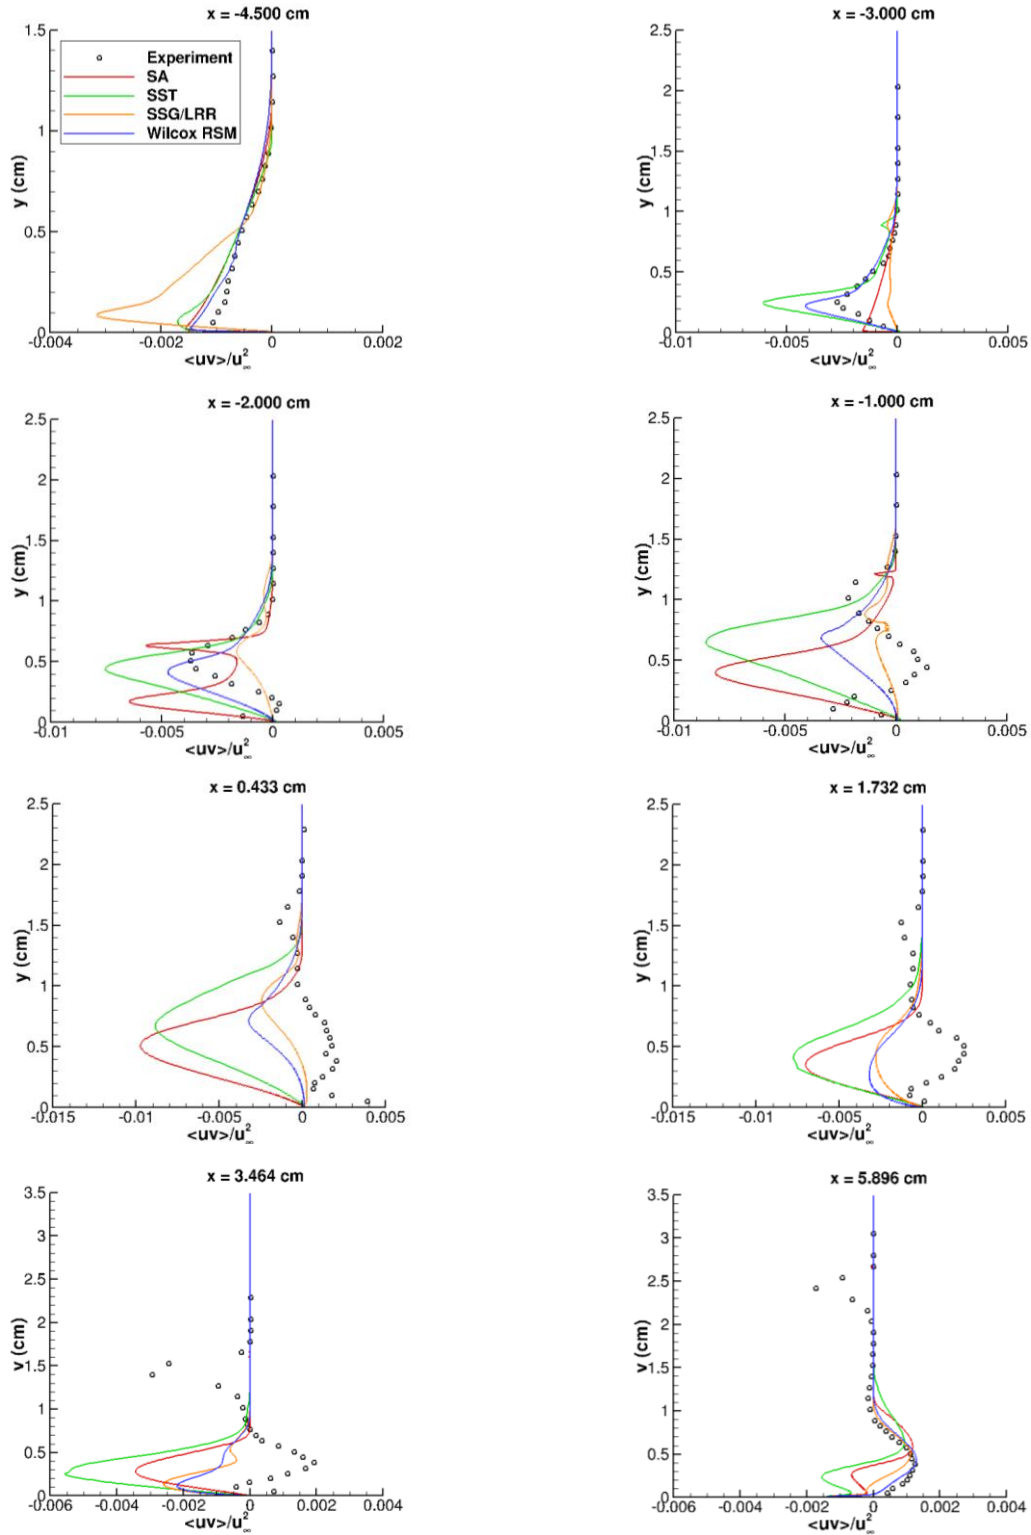 x = -4.500 cm
1.5
1
0.5
0
y (cm)
Experiment
SA
SST
SSG/LRR
Wilcox RSM
-0.004 -0.002 0 0.002
<uv>/u²∞
x = -3.000 cm
2.5
2
1.5
1
0.5
0
y (cm)
-0.01 -0.005 0 0.005
<uv>/u²∞
x = -2.000 cm
2.5
2
1.5
1
0.5
0
y (cm)
-0.01 -0.005 0 0.005
<uv>/u²∞
x = -1.000 cm
2.5
2
1.5
1
0.5
0
y (cm)
-0.01 -0.005 0 0.005
<uv>/u²∞
x = 0.433 cm
2.5
2
1.5
1
0.5
0
y (cm)
-0.015 -0.01 -0.005 0 0.005
<uv>/u²∞
x = 1.732 cm
2.5
2
1.5
1
0.5
0
y (cm)
-0.015 -0.01 -0.005 0 0.005
<uv>/u²∞
x = 3.464 cm
3.5
3
2.5
2
1.5
1
0.5
0
y (cm)
-0.006 -0.004 -0.002 0 0.002 0.004
<uv>/u²∞
x = 5.896 cm
3.5
3
2.5
2
1.5
1
0.5
0
y (cm)
-0.006 -0.004 -0.002 0 0.002 0.004
<uv>/u²∞